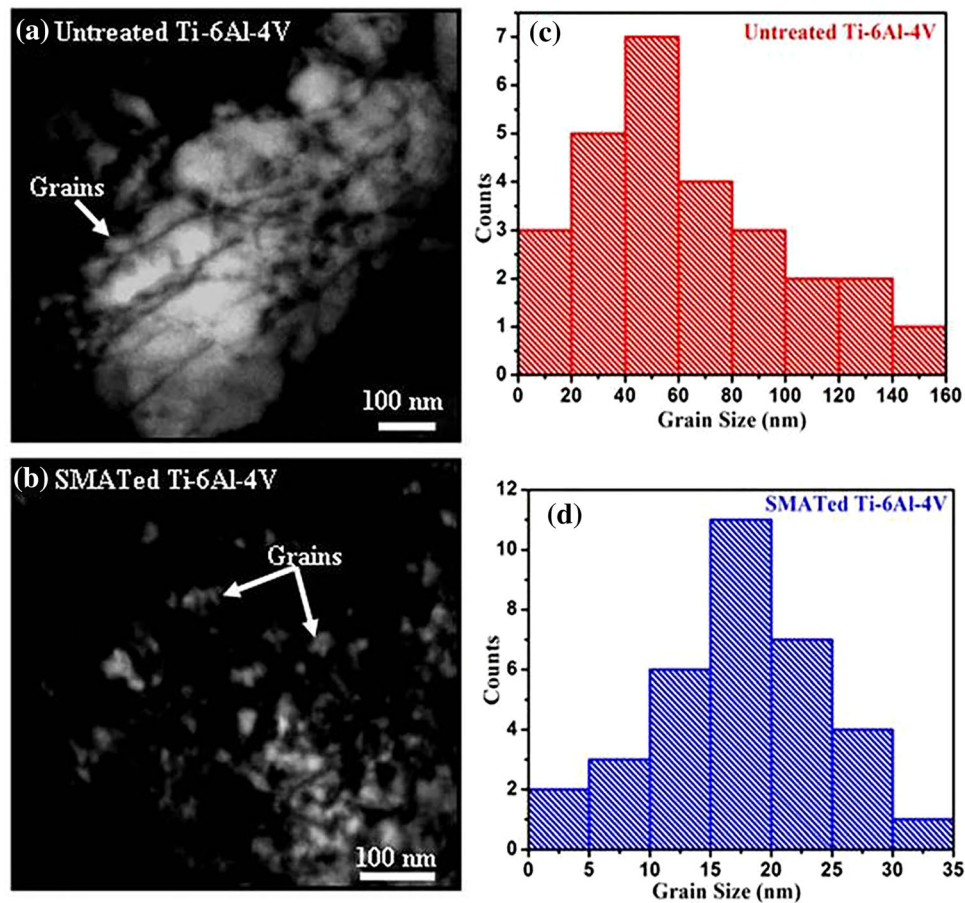 (a) Untreated Ti-6Al-4V
Grains
100 nm
(b) SMATed Ti-6Al-4V
Grains
100 nm
(c)
Untreated Ti-6Al-4V
7
6
5
4
3
2
1
0
Counts
0 20 40 60 80 100 120 140 160
Grain Size (nm)
(d)
SMATed Ti-6Al-4V
12
10
8
6
4
2
0
Counts
0 5 10 15 20 25 30 35
Grain Size (nm)